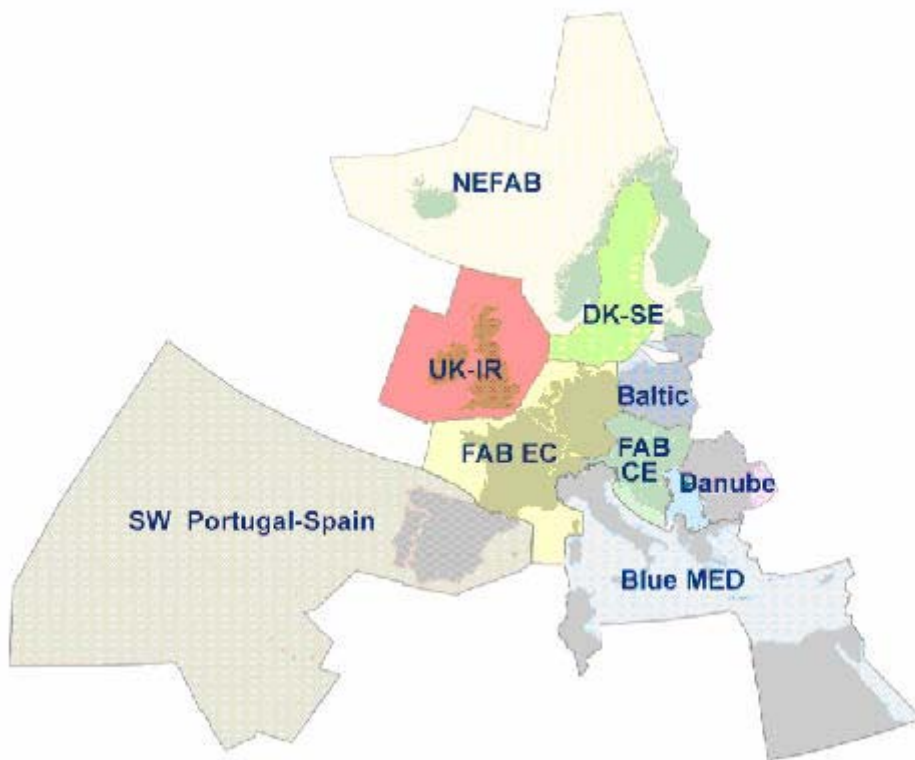 NEFAB
DK-SE
UK-IR
Baltic
FAB EC
FAB
CE
Danube
SW Portugal-Spain
Blue MED